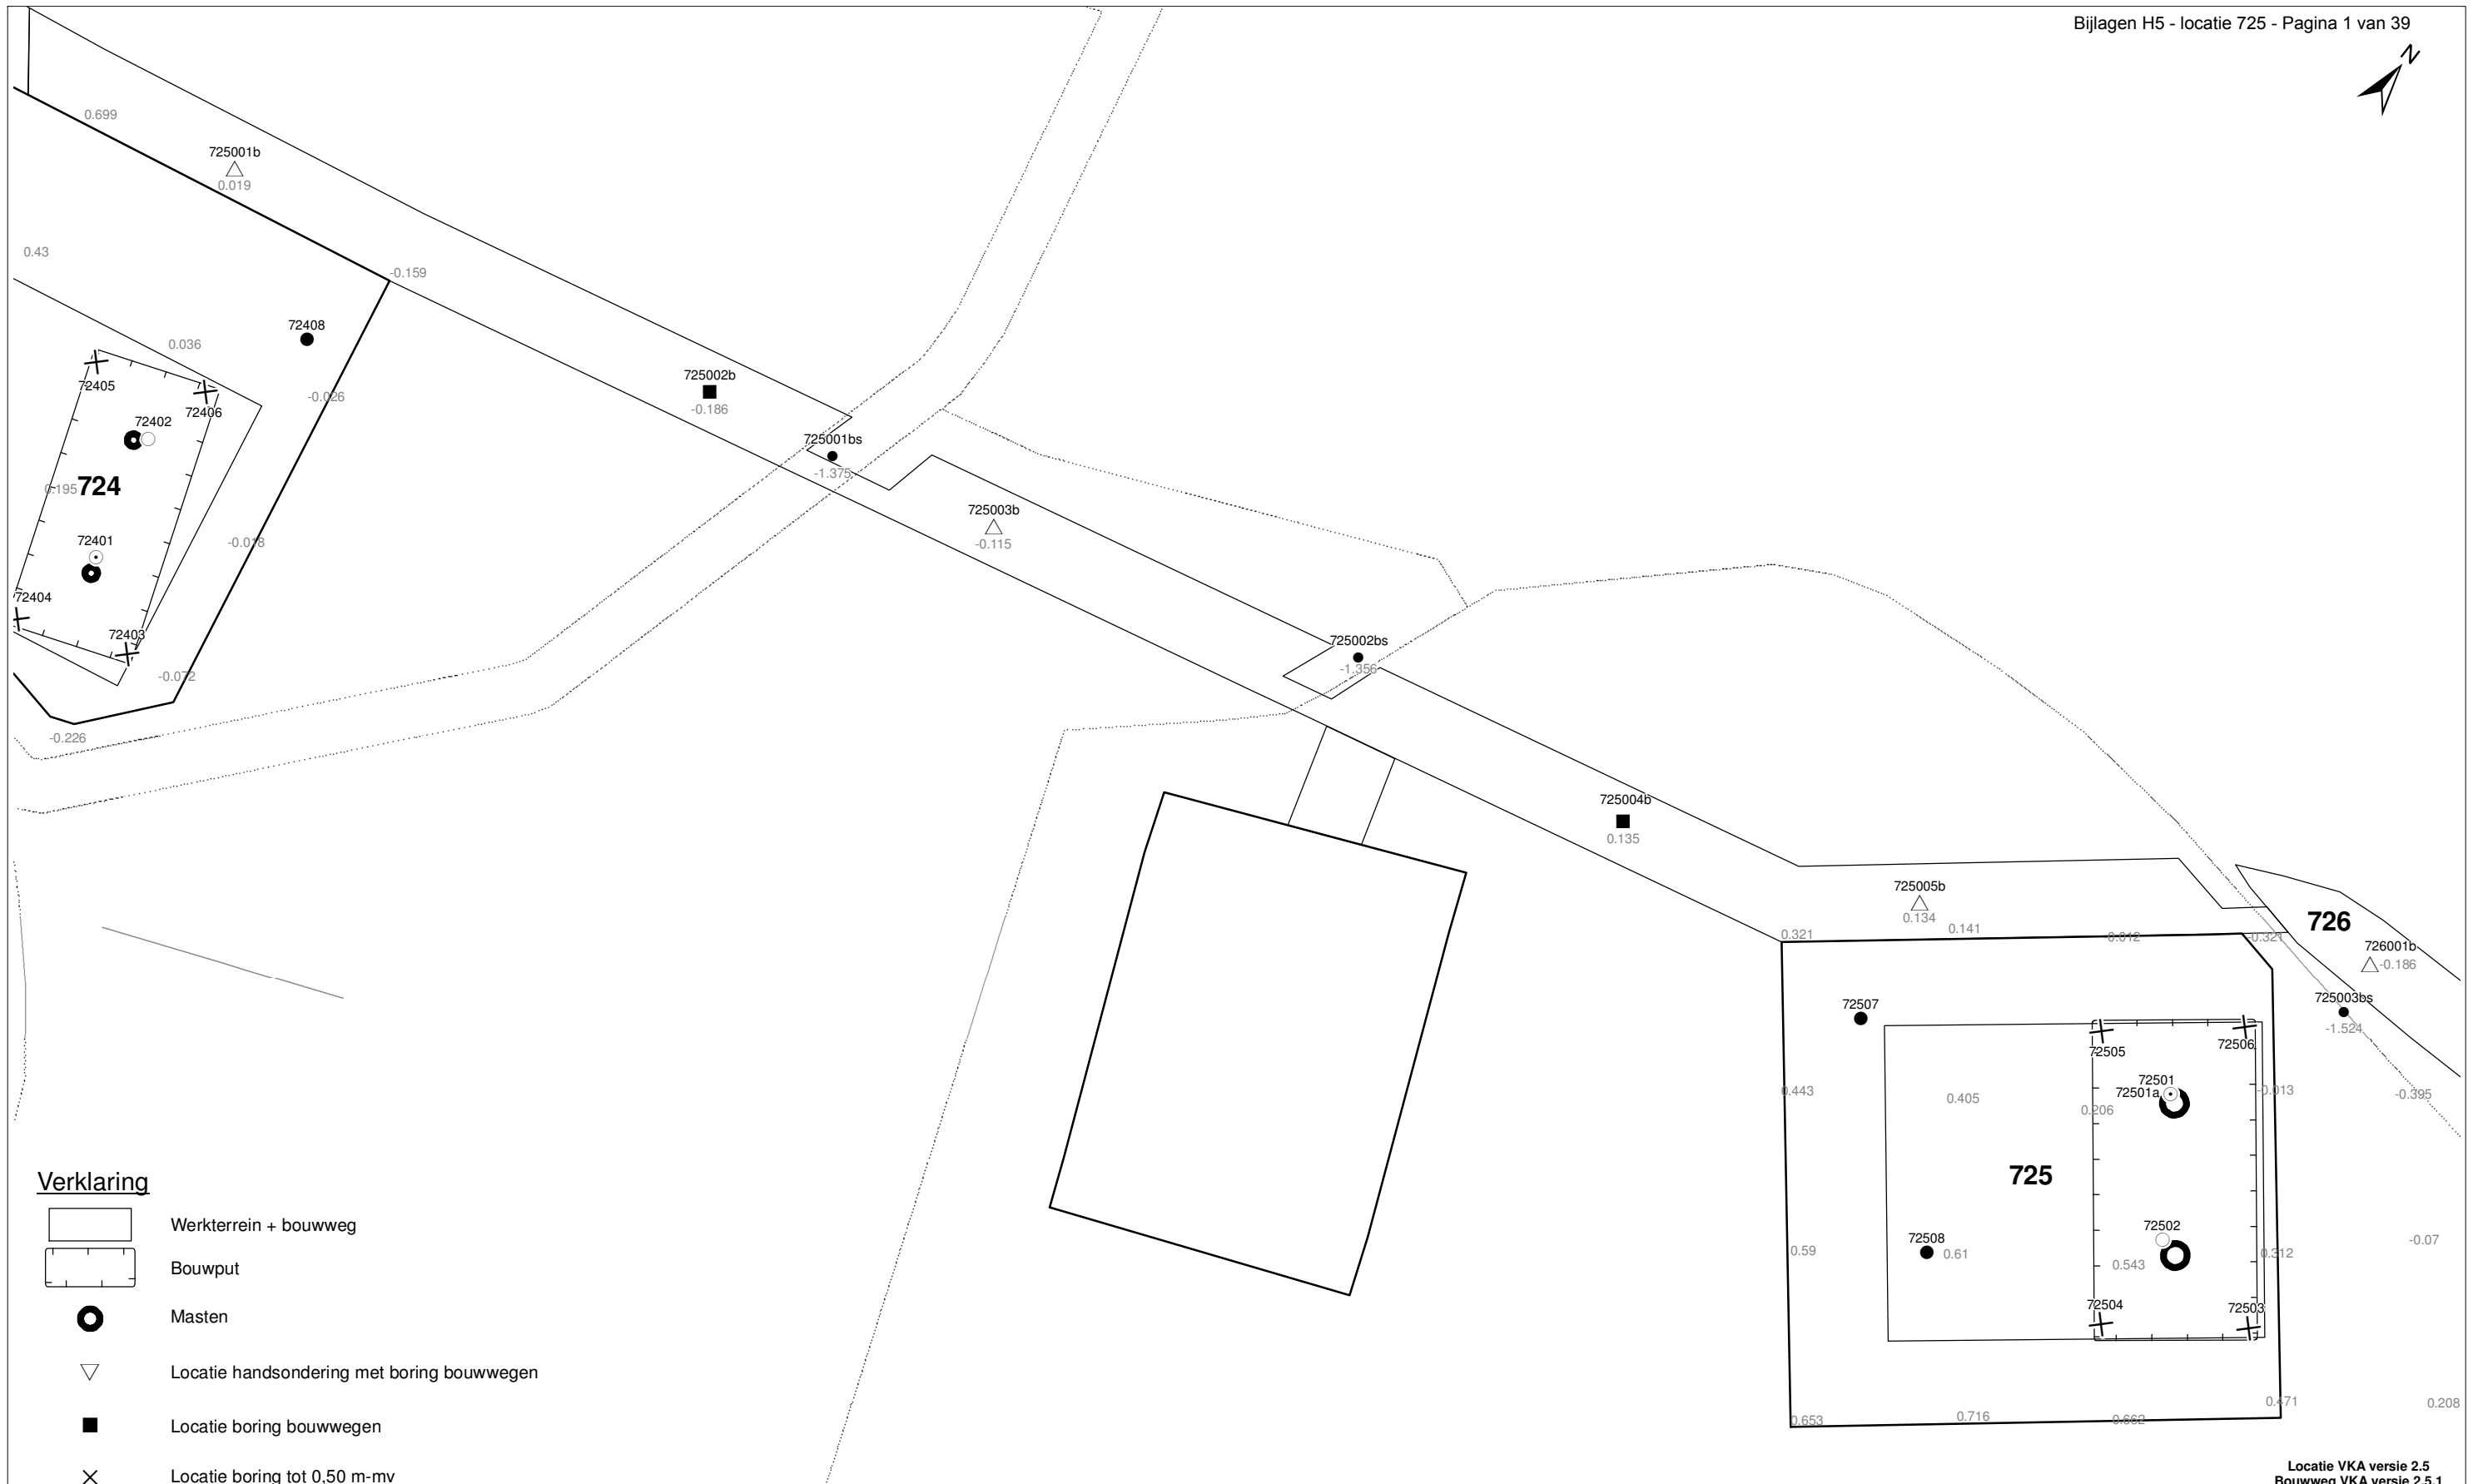 Bijlagen H5 - locatie 725 - Pagina 1 van 39
N
0.699
725001b
0.019
0.43
-0.159
72408
0.036
72405
-0.026
72406
72402
725002b
-0.186
725001bs
-1.375
0.195
724
725003b
-0.115
72401
-0.018
72404
72403
-0.072
725002bs
-1.356
-0.226
725004b
0.135
725005b
0.134
0.141
0.321
0.012
-0.321
726
726001b
-0.186
72507
725003bs
-1.524
72505
72506
72501
72501a
0.443
0.405
0.206
-0.013
-0.395
725
72502
72508
0.59
0.61
0.543
0.312
-0.07
72504
72503
0.471
0.208
0.653
0.716
0.662
Verklaring
Werkterrein + bouwweg
Bouwput
Masten
Locatie handsondering met boring bouwwegen
Locatie boring bouwwegen
Locatie boring tot 0,50 m-mv
Locatie VKA versie 2.5
Bouwweg VKA versie 2.5.1